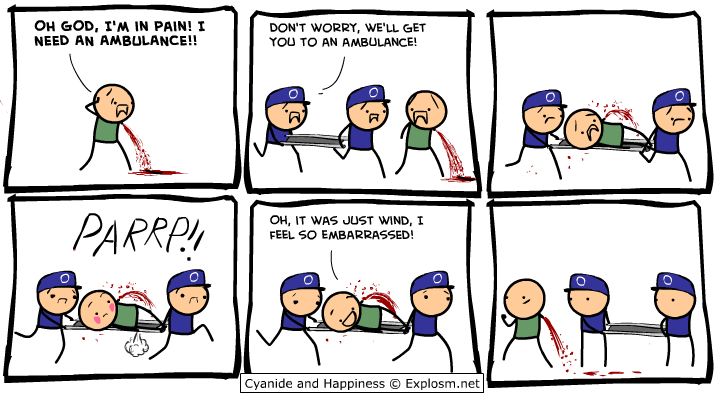 OH GOD, I'M IN PAIN! I
NEED AN AMBULANCE!!
DON'T WORRY, WE'LL GET
YOU TO AN AMBULANCE!
PARRP!!
OH, IT WAS JUST WIND, I
FEEL SO EMBARRASSED!
Cyanide and Happiness © Explosm.net